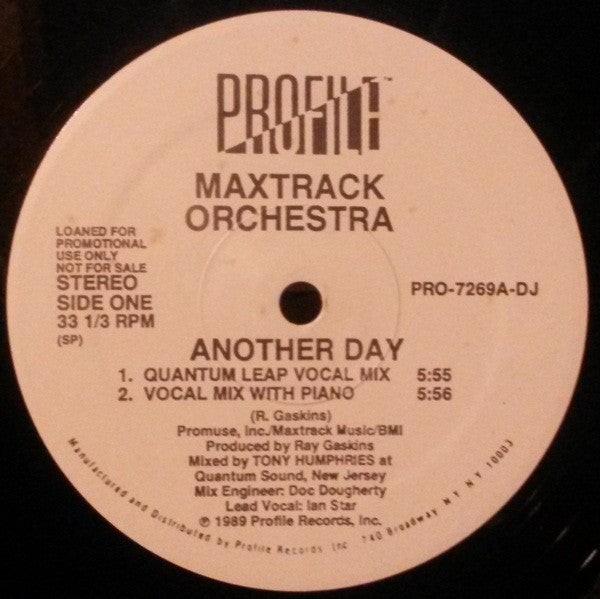 PROFILE™
MAXTRACK
ORCHESTRA
LOANED FOR
PROMOTIONAL
USE ONLY
NOT FOR SALE
STEREO
SIDE ONE
33 1/3 RPM
(SP)
PRO-7269A-DJ
ANOTHER DAY
1. QUANTUM LEAP VOCAL MIX 5:55
2. VOCAL MIX WITH PIANO 5:56
(R. Gaskins)
Promuse, Inc./Maxtrack Music/BMI
Produced by Ray Gaskins
Mixed by TONY HUMPHRIES at
Quantum Sound, New Jersey
Mix Engineer: Doc Dougherty
Lead Vocal: Ian Star
℗ 1989 Profile Records, Inc.
Manufactured and Distributed by Profile Records, Inc. 740 Broadway NY NY 10003